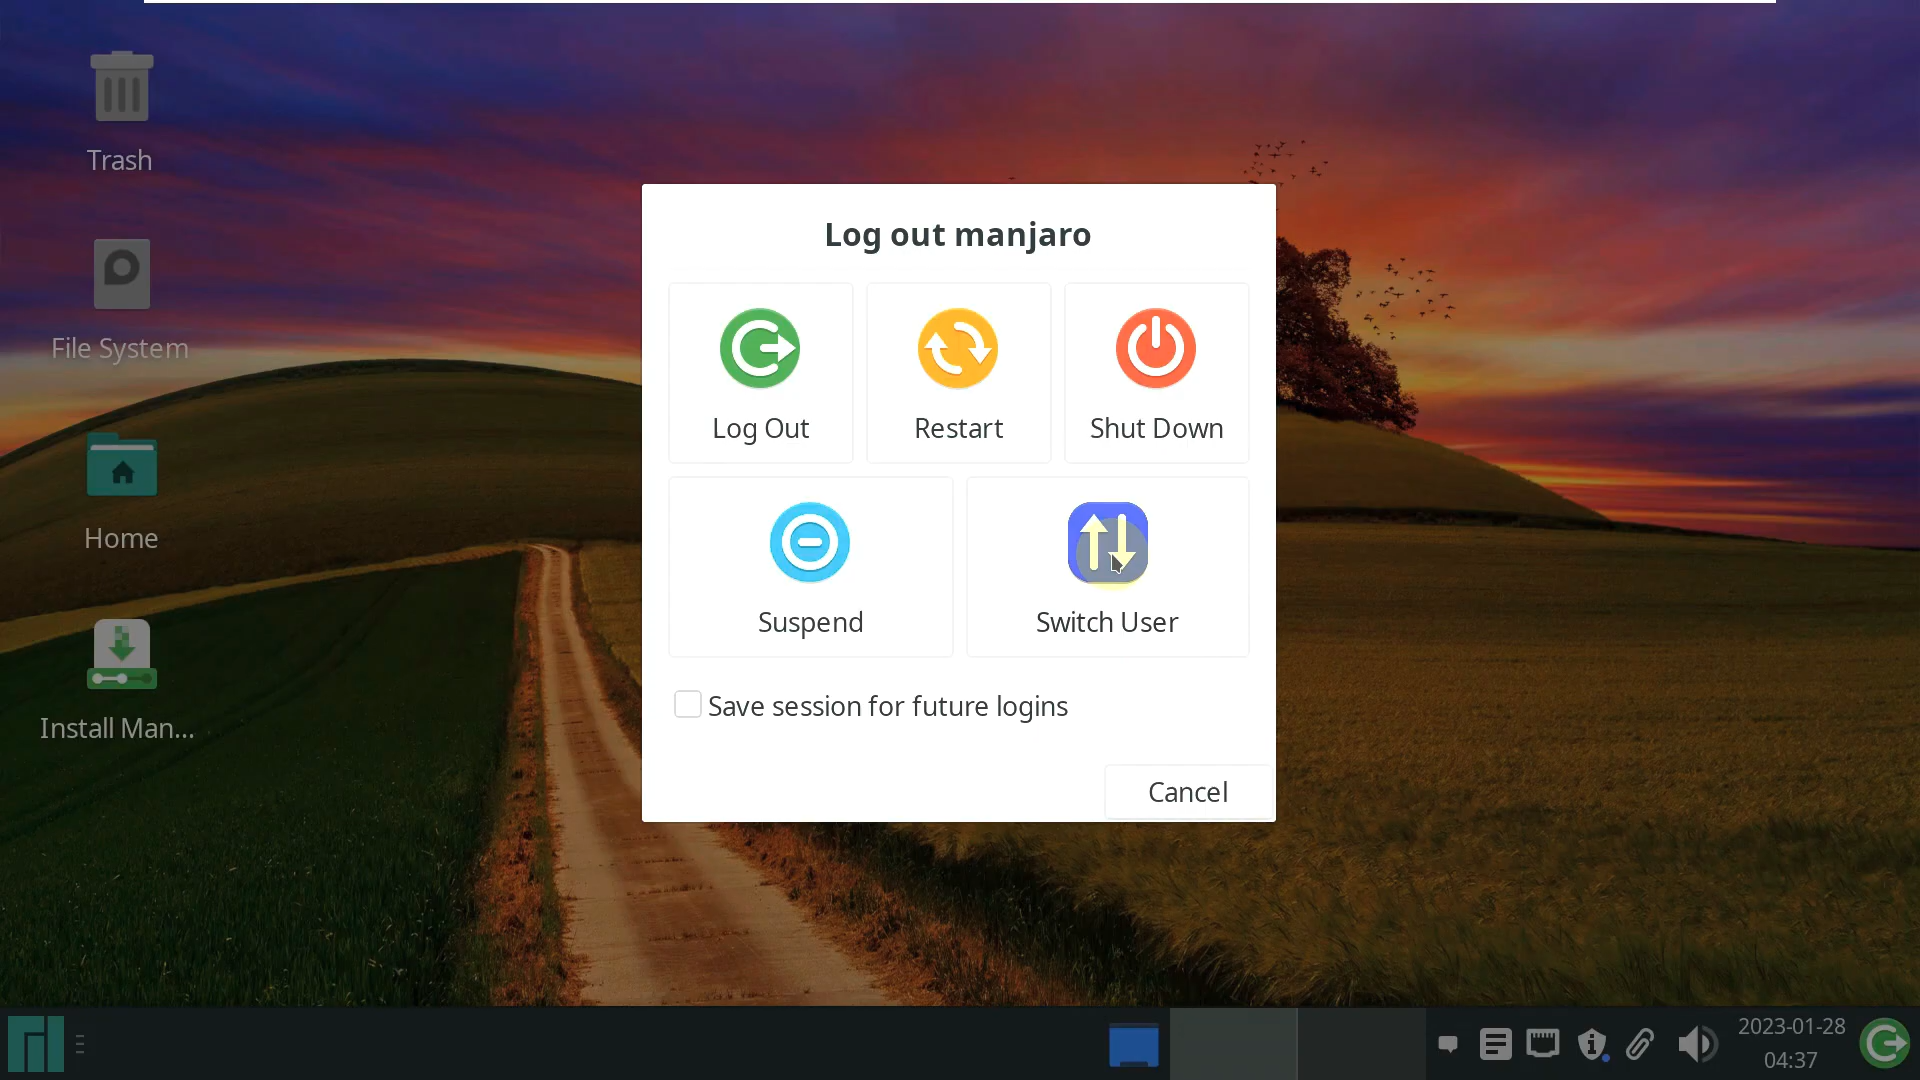 Trash
File System
Home
Install Man...
Log out manjaro
Log Out
Restart
Shut Down
Suspend
Switch User
Save session for future logins
Cancel
2023-01-28
04:37